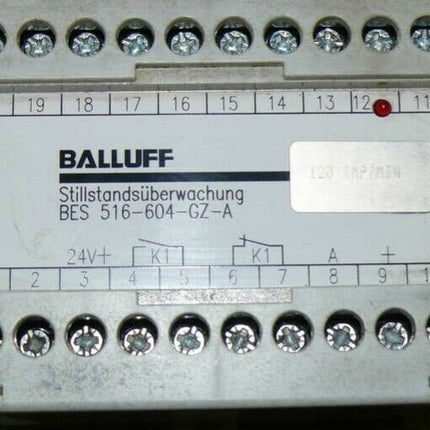 19 18 17 16 15 14 13 12 11
BALLUFF
120 IMP/MIN
Stillstandsüberwachung
BES 516-604-GZ-A
24V+ K1 K1 A +
2 3 4 5 6 7 8 9